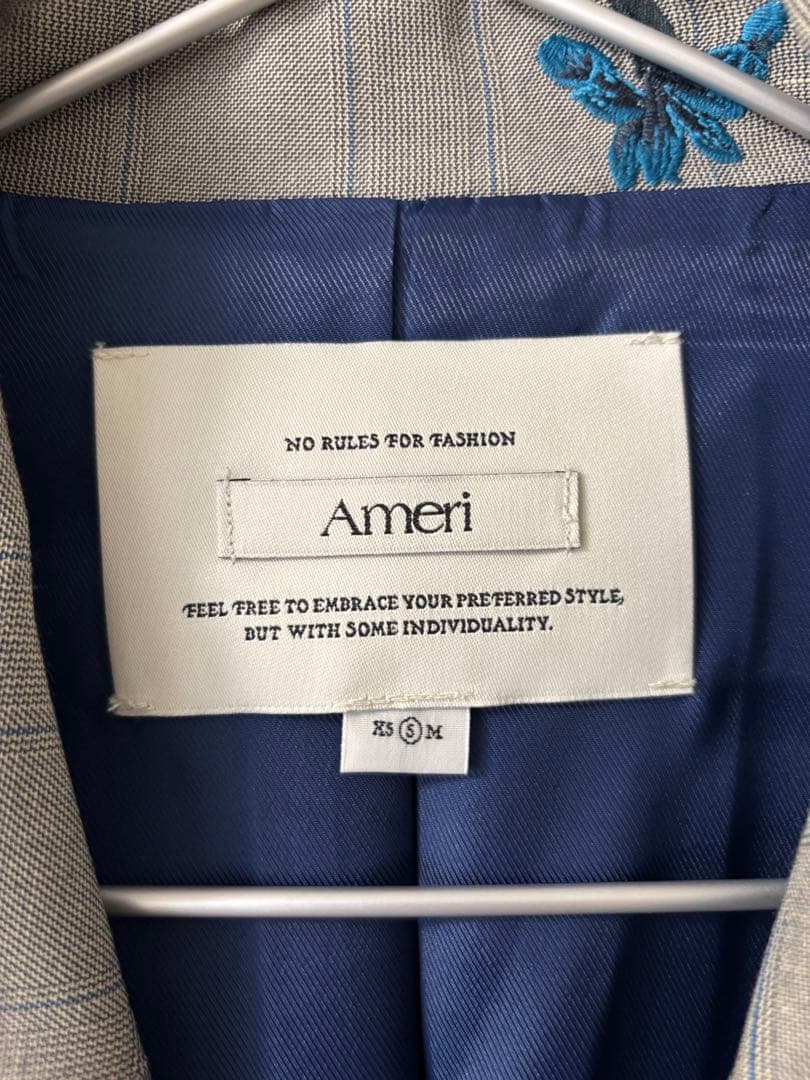 NO RULES FOR FASHION
Ameri
FEEL FREE TO EMBRACE YOUR PREFERRED STYLE,
BUT WITH SOME INDIVIDUALITY.
XS S M